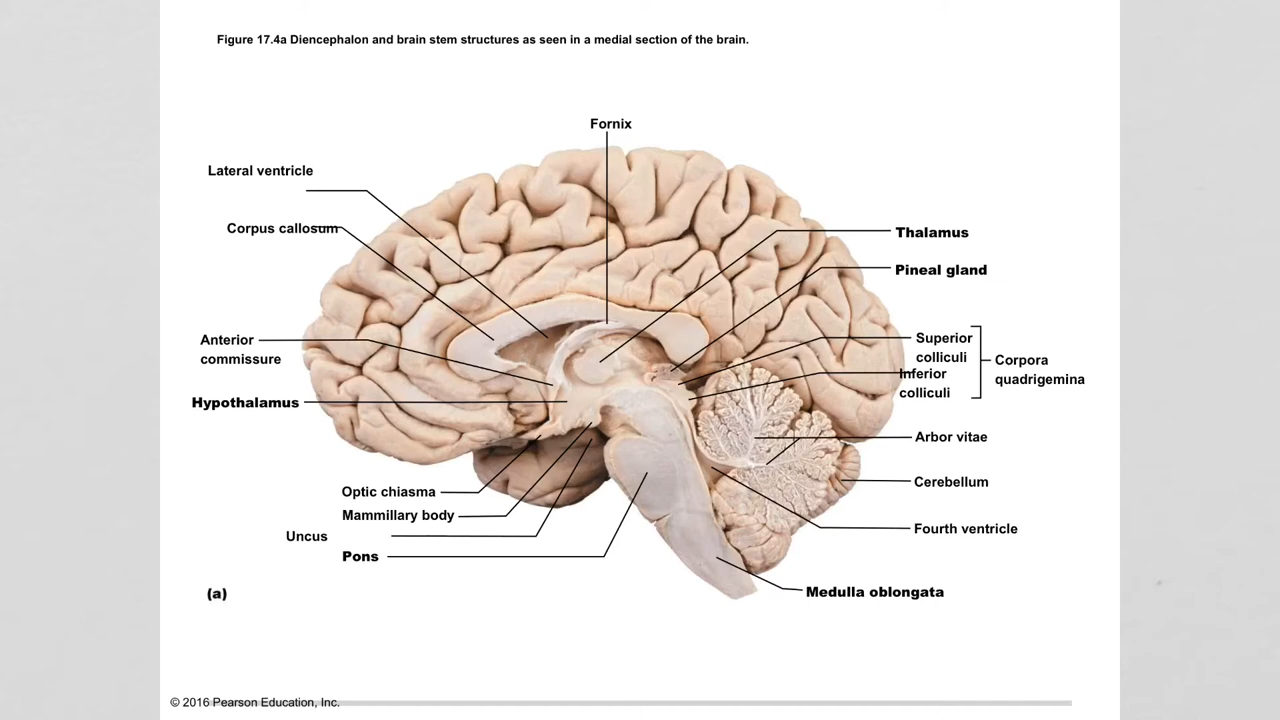 Figure 17.4a Diencephalon and brain stem structures as seen in a medial section of the brain.
Fornix
Lateral ventricle
Corpus callosum
Thalamus
Pineal gland
Anterior
commissure
Superior
colliculi
Inferior
colliculi
Corpora
quadrigemina
Hypothalamus
Arbor vitae
Optic chiasma
Cerebellum
Mammillary body
Uncus
Fourth ventricle
Pons
Medulla oblongata
(a)
© 2016 Pearson Education, Inc.